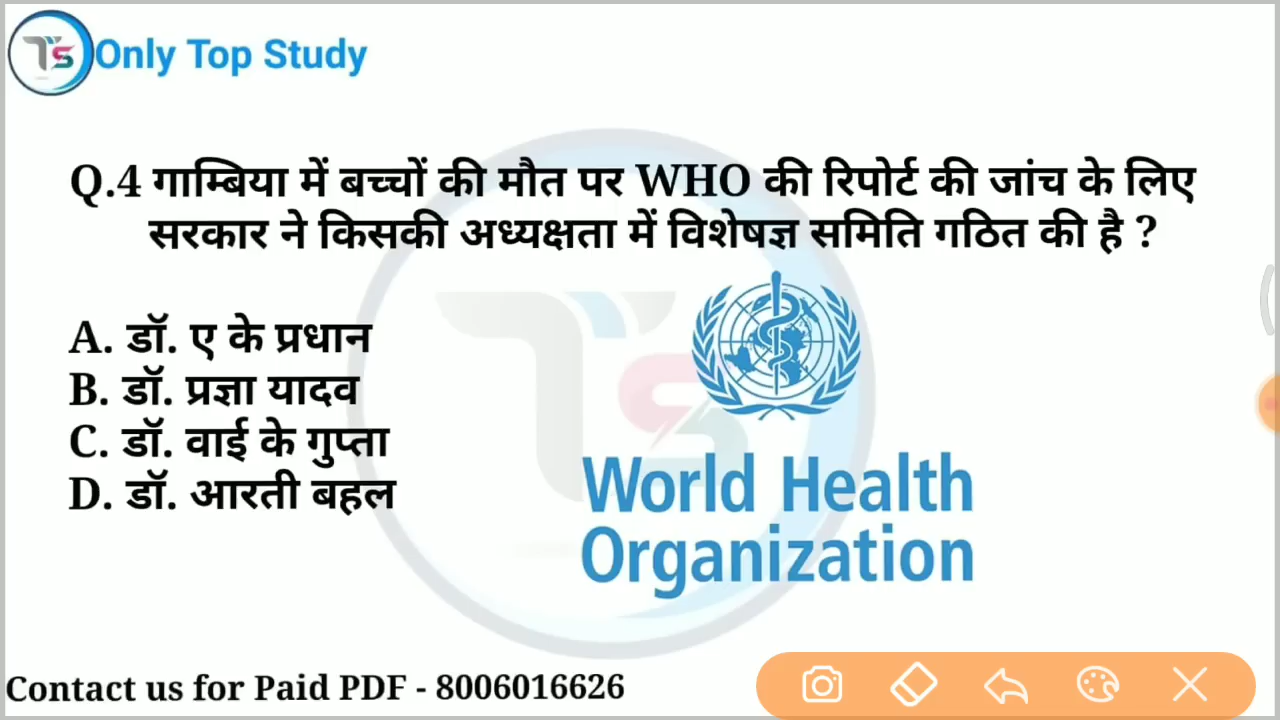 TS Only Top Study
Q.4 गाम्बिया में बच्चों की मौत पर WHO की रिपोर्ट की जांच के लिए
सरकार ने किसकी अध्यक्षता में विशेषज्ञ समिति गठित की है ?
A. डॉ. ए के प्रधान
B. डॉ. प्रज्ञा यादव
C. डॉ. वाई के गुप्ता
D. डॉ. आरती बहल
World Health
Organization
Contact us for Paid PDF - 8006016626